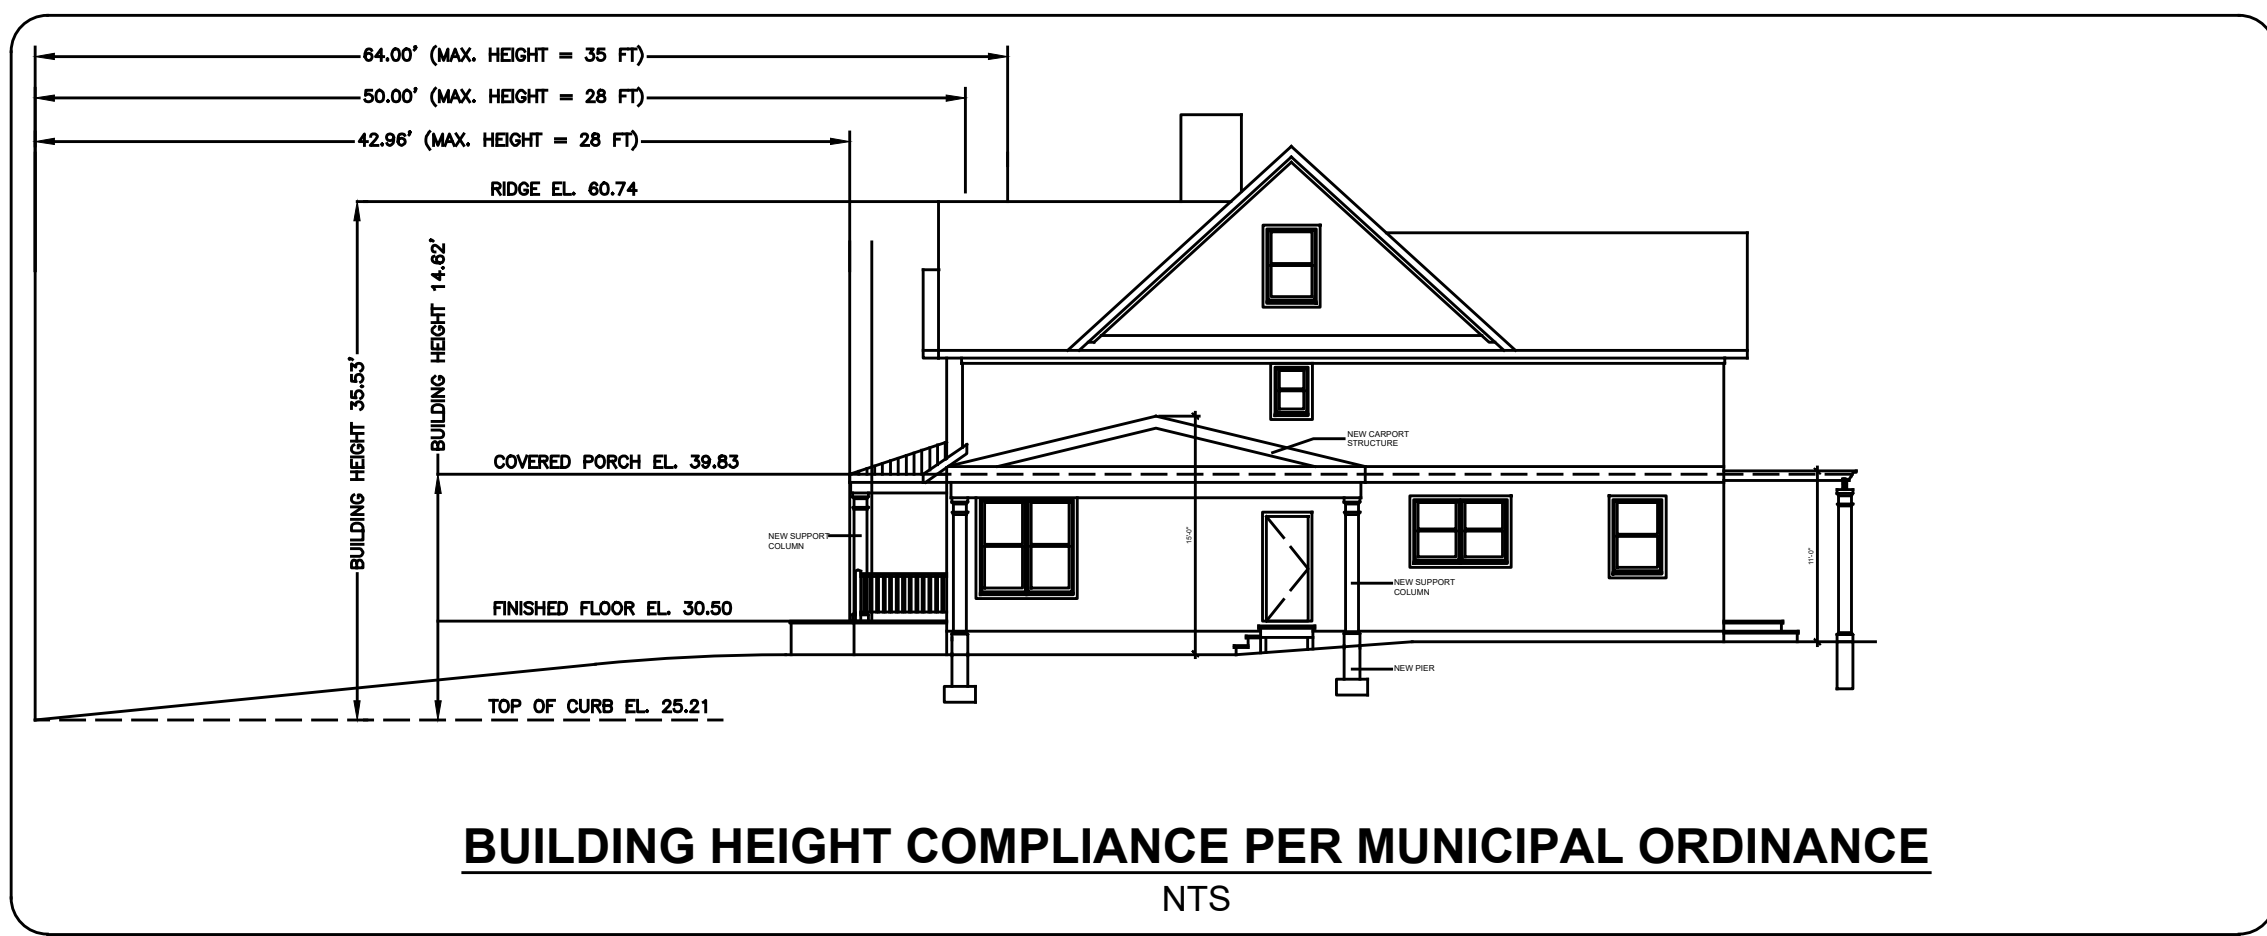 64.00' (MAX. HEIGHT = 35 FT)
50.00' (MAX. HEIGHT = 28 FT)
42.96' (MAX. HEIGHT = 28 FT)
RIDGE EL. 60.74
BUILDING HEIGHT 35.53'
BUILDING HEIGHT 14.62'
COVERED PORCH EL. 39.83
NEW CARPORT
STRUCTURE
NEW SUPPORT
COLUMN
15'-0"
11'-0"
NEW SUPPORT
COLUMN
FINISHED FLOOR EL. 30.50
NEW PIER
TOP OF CURB EL. 25.21
BUILDING HEIGHT COMPLIANCE PER MUNICIPAL ORDINANCE
NTS